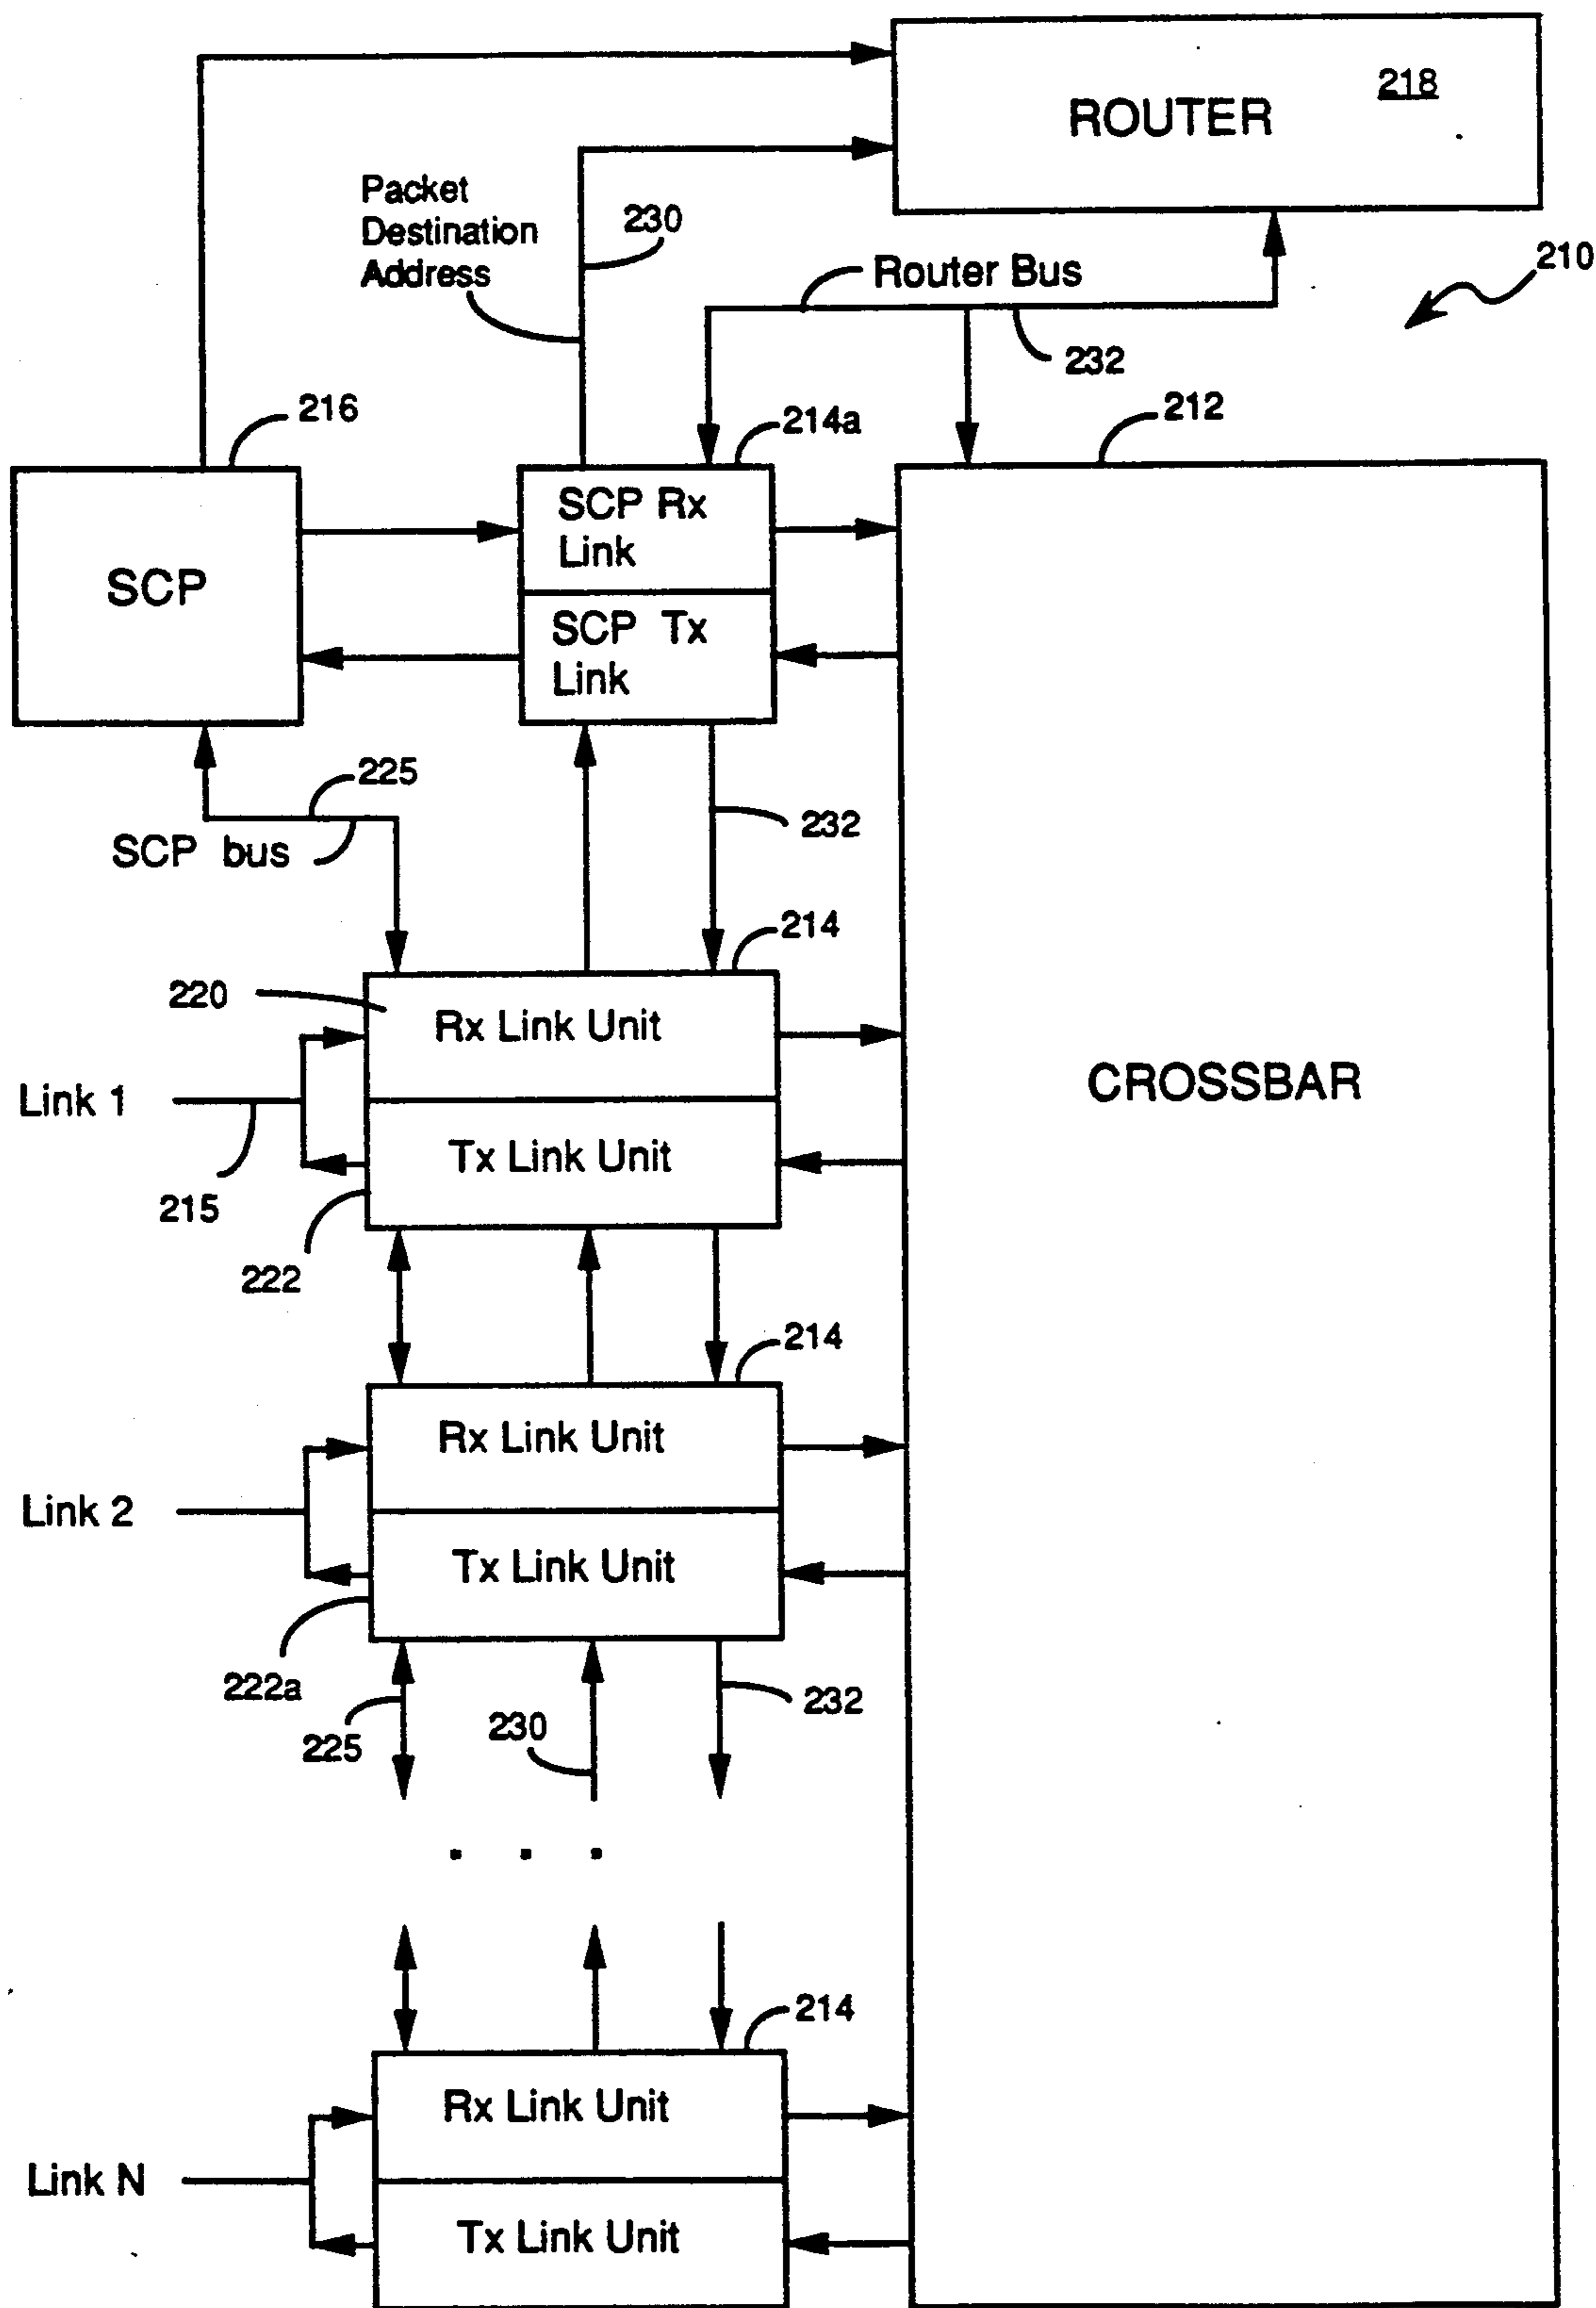 218
ROUTER
Packet
Destination
Address
230
Router Bus
210
232
216
214a
212
SCP Rx
Link
SCP
SCP Tx
Link
225
SCP bus
232
214
220
Rx Link Unit
Link 1
CROSSBAR
Tx Link Unit
215
222
214
Rx Link Unit
Link 2
Tx Link Unit
222a
225
230
232
. . .
214
Rx Link Unit
Link N
Tx Link Unit